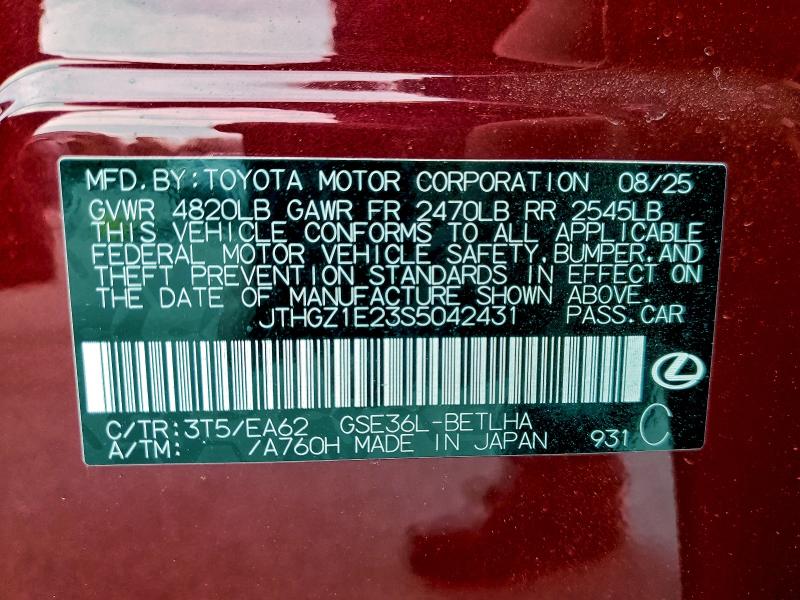 MFD. BY: TOYOTA MOTOR CORPORATION 08/25
GVWR 4820LB GAWR FR 2470LB RR 2545LB
THIS VEHICLE CONFORMS TO ALL APPLICABLE
FEDERAL MOTOR VEHICLE SAFETY, BUMPER, AND
THEFT PREVENTION STANDARDS IN EFFECT ON
THE DATE OF MANUFACTURE SHOWN ABOVE.
JTHGZ1E23S5042431 PASS. CAR
C/TR: 3T5/EA62 GSE36L-BETLHA
A/TM: /A760H MADE IN JAPAN 931 C